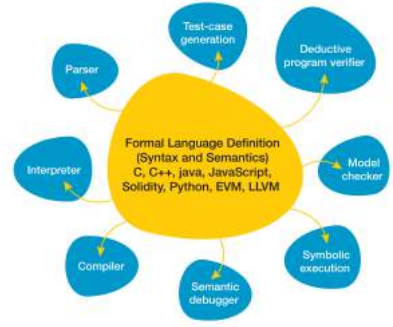 Test-case
generation
Deductive
program verifier
Parser
Formal Language Definition
(Syntax and Semantics)
C, C++, java, JavaScript,
Solidity, Python, EVM, LLVM
Model
checker
Interpreter
Symbolic
execution
Compiler
Semantic
debugger